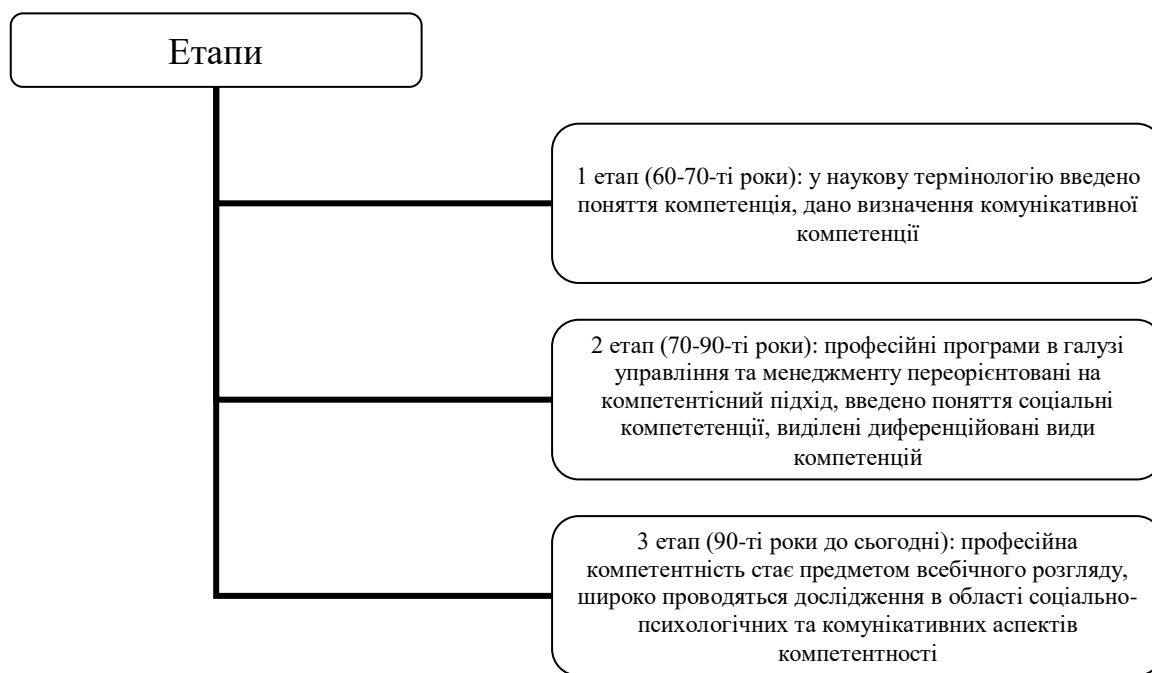 Етапи
1 етап (60-70-ті роки): у наукову термінологію введено
поняття компетенція, дано визначення комунікативної
компетенції
2 етап (70-90-ті роки): професійні програми в галузі
управління та менеджменту переорієнтовані на
компетентісний підхід, введено поняття соціальні
компететенції, виділені диференційовані види
компетенцій
3 етап (90-ті роки до сьогодні): професійна
компетентність стає предметом всебічного розгляду,
широко проводяться дослідження в області соціально-
психологічних та комунікативних аспектів
компетентності